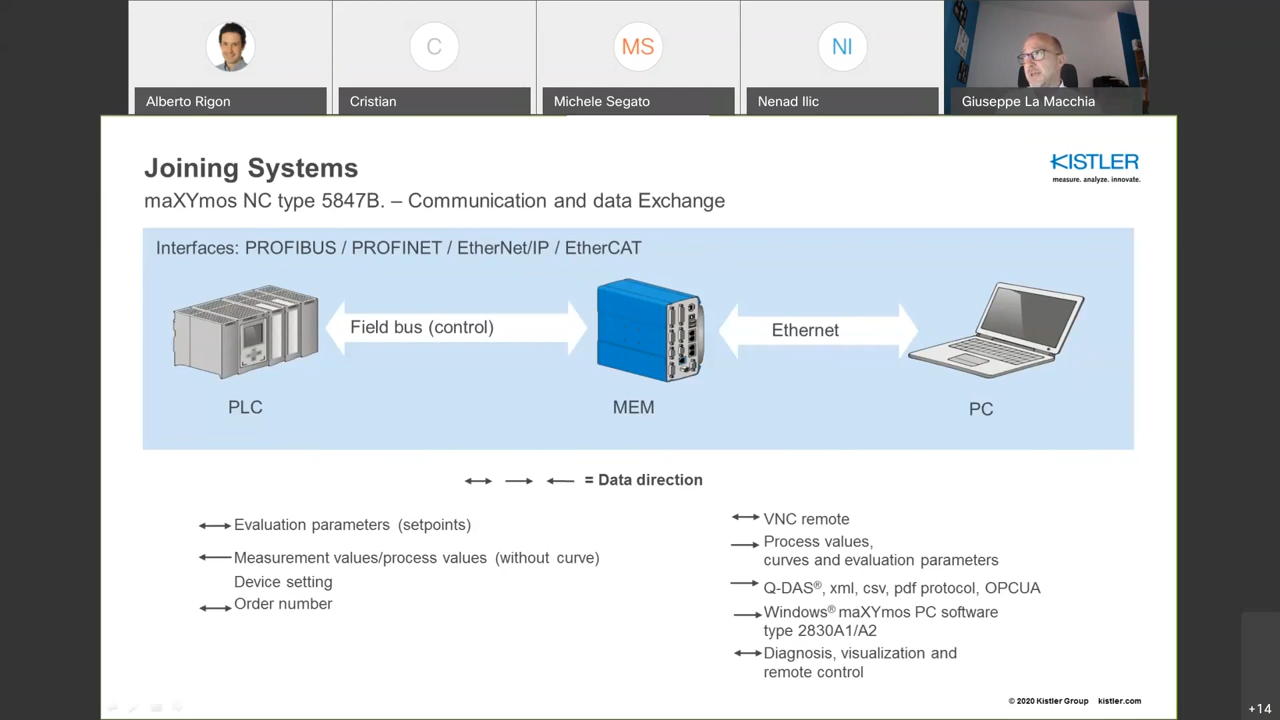 C
MS
NI
Alberto Rigon
Cristian
Michele Segato
Nenad Ilic
Giuseppe La Macchia
Joining Systems
KISTLER
measure. analyze. innovate.
maXYmos NC type 5847B. – Communication and data Exchange
Interfaces: PROFIBUS / PROFINET / EtherNet/IP / EtherCAT
Field bus (control)
Ethernet
PLC
MEM
PC
= Data direction
Evaluation parameters (setpoints)
Measurement values/process values (without curve)
Device setting
Order number
VNC remote
Process values,
curves and evaluation parameters
Q-DAS®, xml, csv, pdf protocol, OPCUA
Windows® maXYmos PC software
type 2830A1/A2
Diagnosis, visualization and
remote control
© 2020 Kistler Group kistler.com
+14